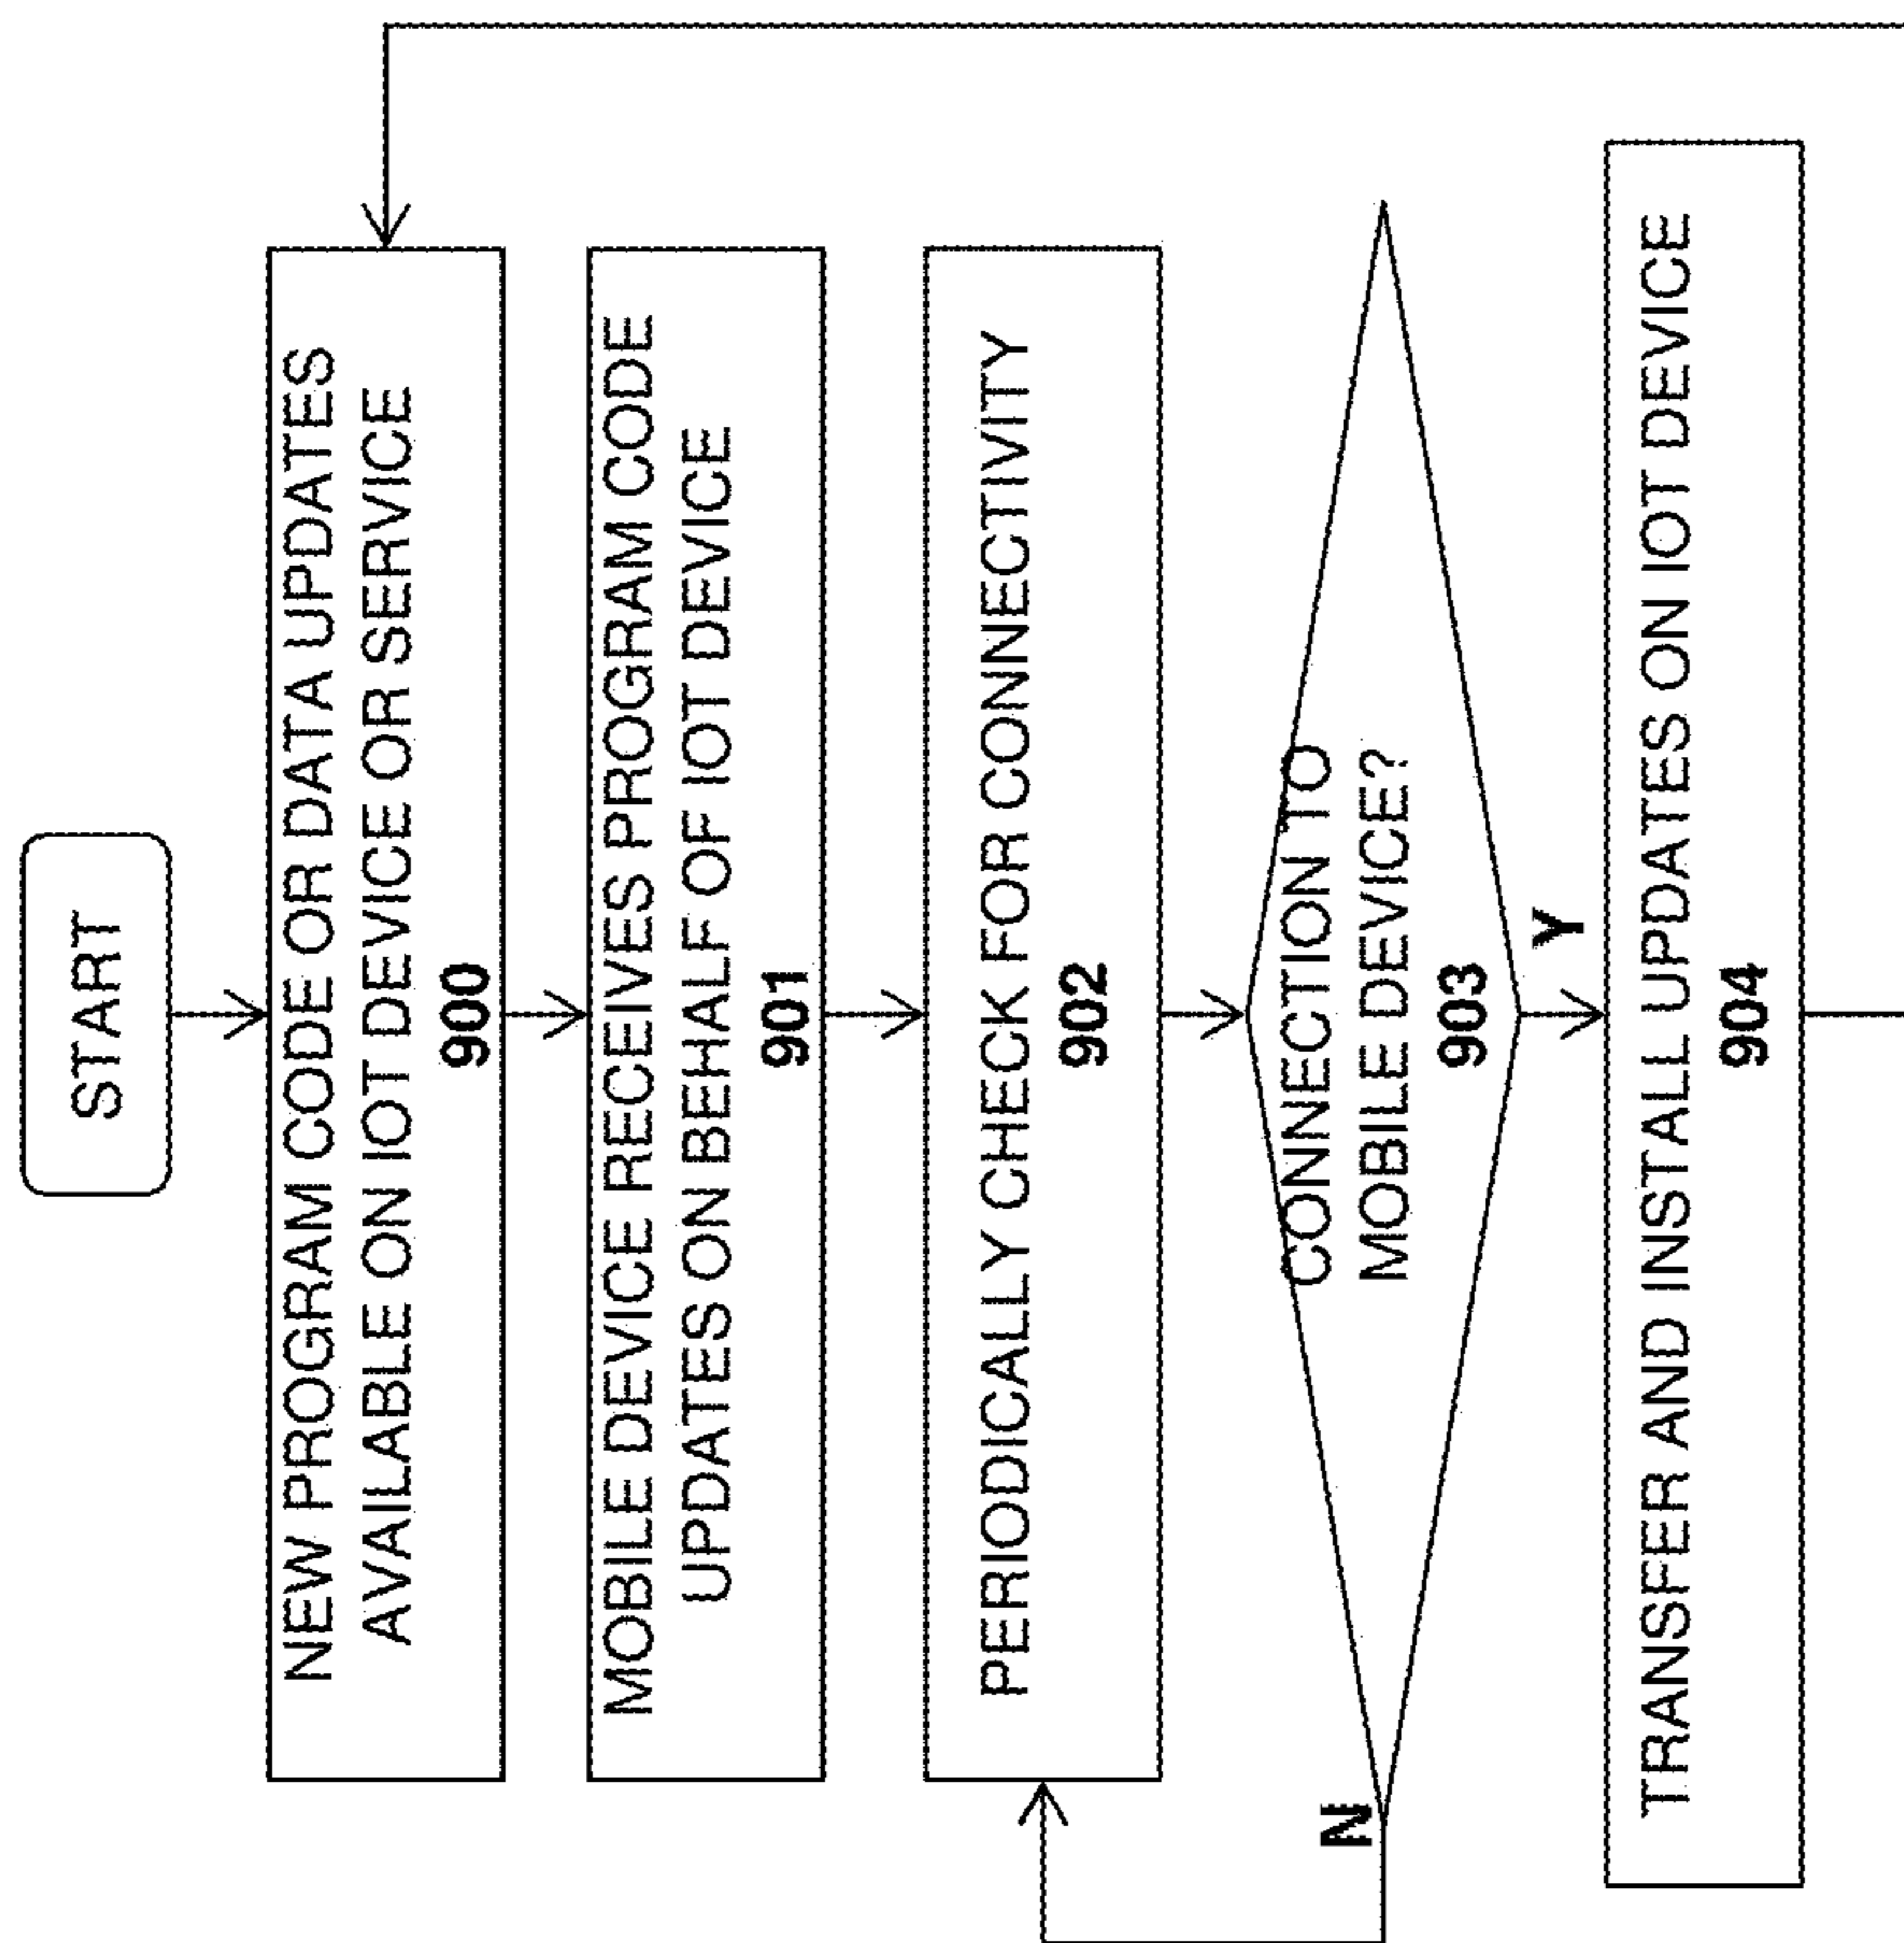 START
NEW PROGRAM CODE OR DATA UPDATES
AVAILABLE ON IOT DEVICE OR SERVICE
900
MOBILE DEVICE RECEIVES PROGRAM CODE
UPDATES ON BEHALF OF IOT DEVICE
901
PERIODICALLY CHECK FOR CONNECTIVITY
902
CONNECTION TO
MOBILE DEVICE?
903
N
Y
TRANSFER AND INSTALL UPDATES ON IOT DEVICE
904